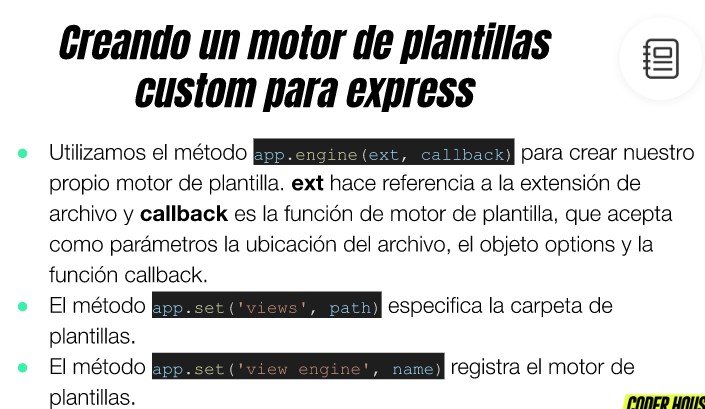 Creando un motor de plantillas
custom para express
● Utilizamos el método app.engine(ext, callback) para crear nuestro
propio motor de plantilla. ext hace referencia a la extensión de
archivo y callback es la función de motor de plantilla, que acepta
como parámetros la ubicación del archivo, el objeto options y la
función callback.
● El método app.set('views', path) especifica la carpeta de
plantillas.
● El método app.set('view engine', name) registra el motor de
plantillas.
CODER HOUS